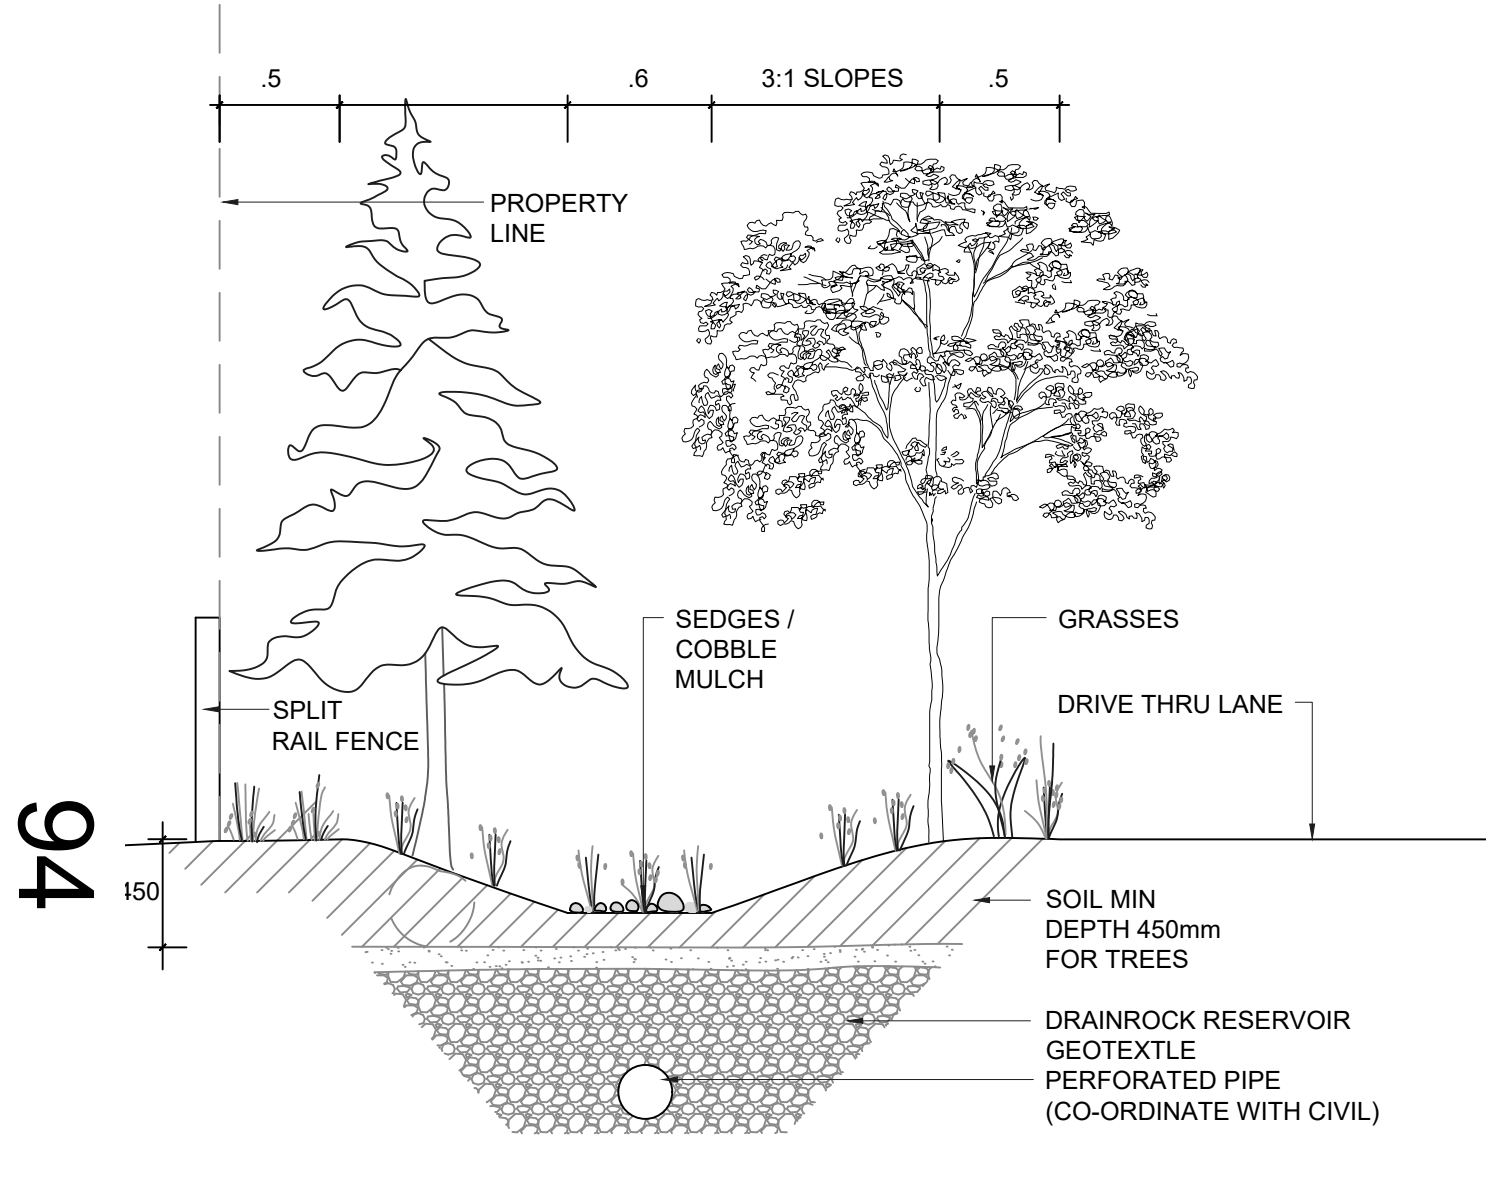 .5
.6
3:1 SLOPES
.5
PROPERTY
LINE
SEDGES /
COBBLE
MULCH
GRASSES
DRIVE THRU LANE
SPLIT
RAIL FENCE
94
450
SOIL MIN
DEPTH 450mm
FOR TREES
DRAINROCK RESERVOIR
GEOTEXTLE
PERFORATED PIPE
(CO-ORDINATE WITH CIVIL)